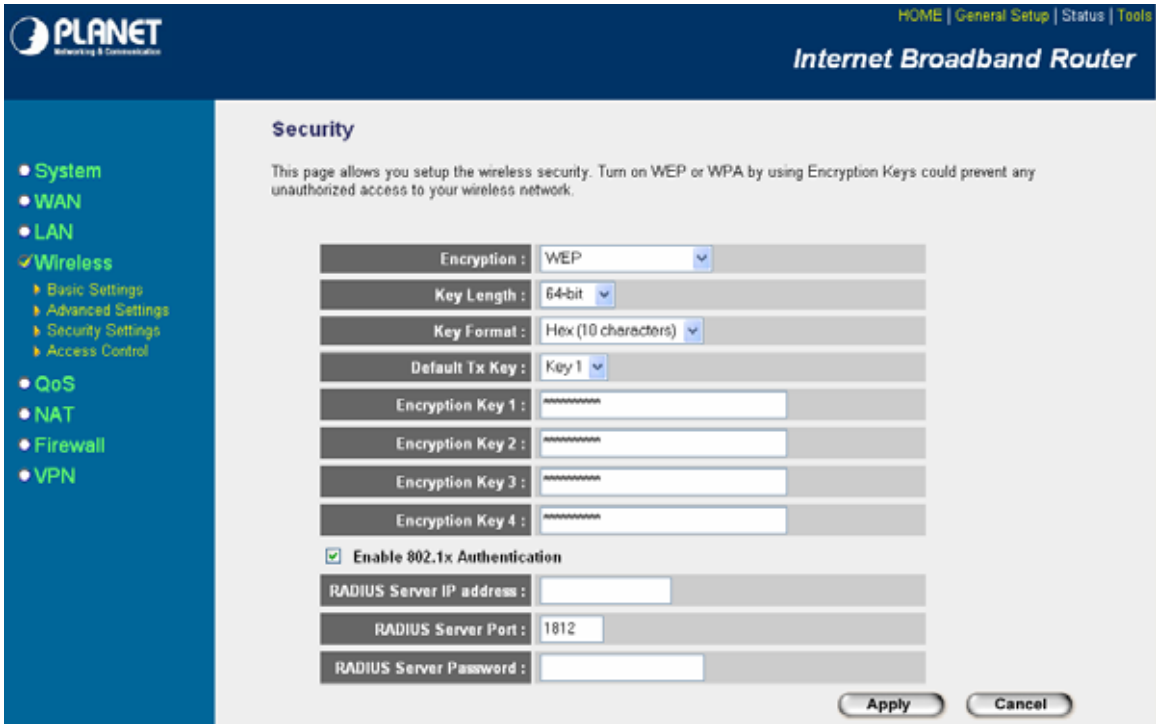 PLANET
Networking & Communication
HOME | General Setup | Status | Tools
Internet Broadband Router
System
WAN
LAN
Wireless
Basic Settings
Advanced Settings
Security Settings
Access Control
QoS
NAT
Firewall
VPN
Security
This page allows you setup the wireless security. Turn on WEP or WPA by using Encryption Keys could prevent any
unauthorized access to your wireless network.
Encryption : WEP
Key Length : 64-bit
Key Format : Hex (10 characters)
Default Tx Key : Key 1
Encryption Key 1 : **********
Encryption Key 2 : **********
Encryption Key 3 : **********
Encryption Key 4 : **********
Enable 802.1x Authentication
RADIUS Server IP address :
RADIUS Server Port : 1812
RADIUS Server Password :
Apply Cancel